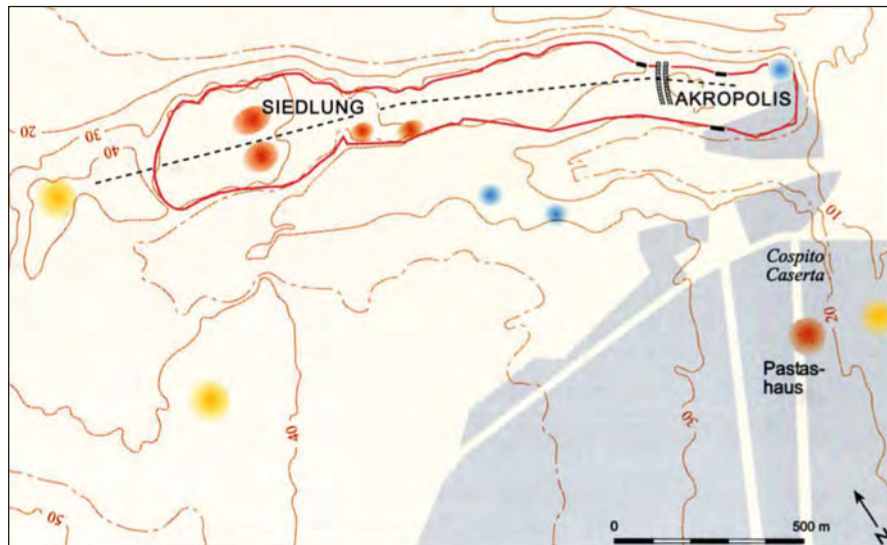 SIEDLUNG
AKROPOLIS
20
30
40
10
Cospito
Caserta
20
Pastas-
haus
40
30
50
0
500 m
N